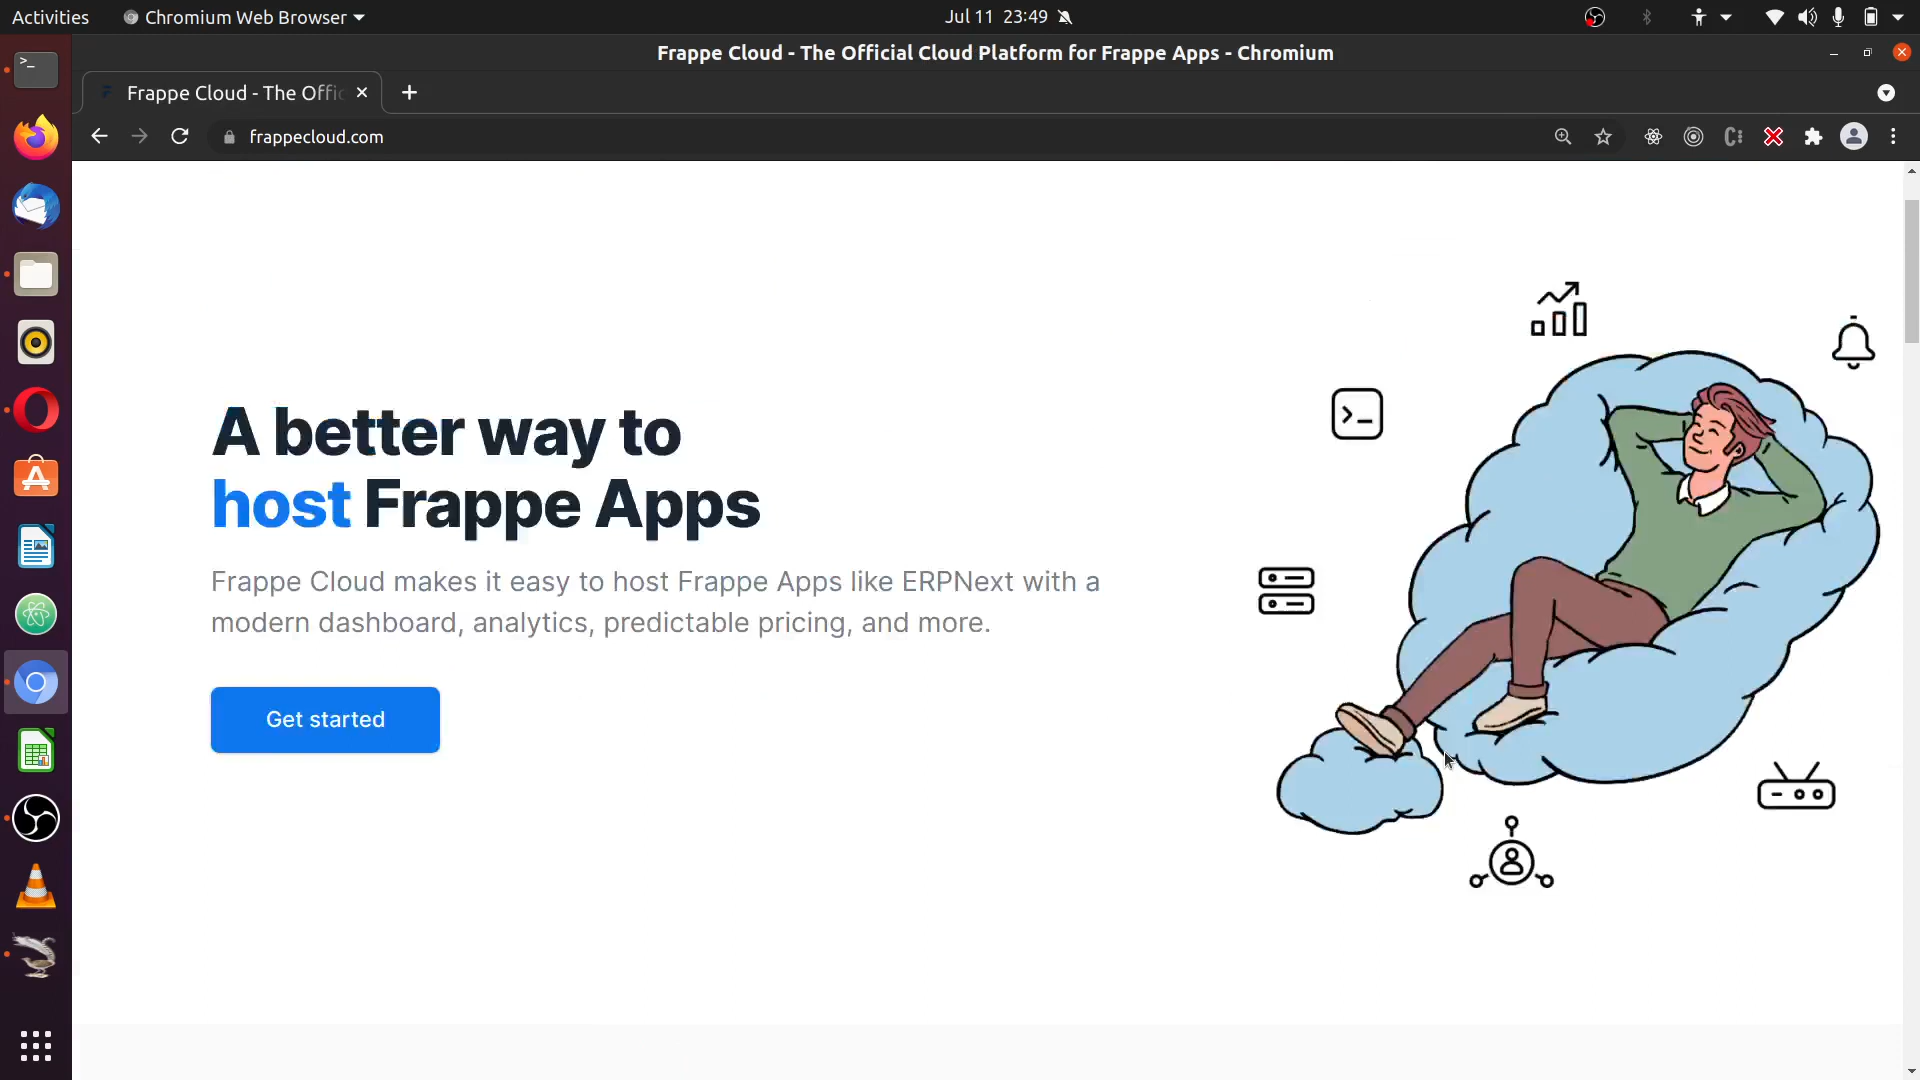 Activities
Chromium Web Browser
Jul 11 23:49
Frappe Cloud - The Official Cloud Platform for Frappe Apps - Chromium
Frappe Cloud - The Offic
frappecloud.com
A better way to
host Frappe Apps
Frappe Cloud makes it easy to host Frappe Apps like ERPNext with a
modern dashboard, analytics, predictable pricing, and more.
Get started